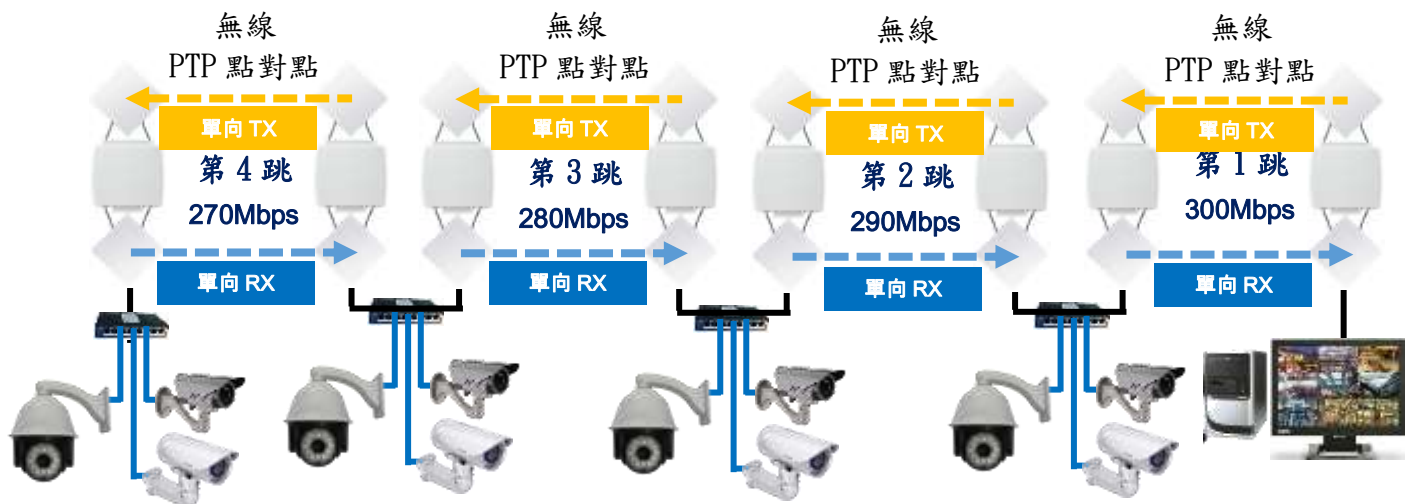 無線
PTP 點對點
單向 TX
第 4 跳
270Mbps
單向 RX
無線
PTP 點對點
單向 TX
第 3 跳
280Mbps
單向 RX
無線
PTP 點對點
單向 TX
第 2 跳
290Mbps
單向 RX
無線
PTP 點對點
單向 TX
第 1 跳
300Mbps
單向 RX